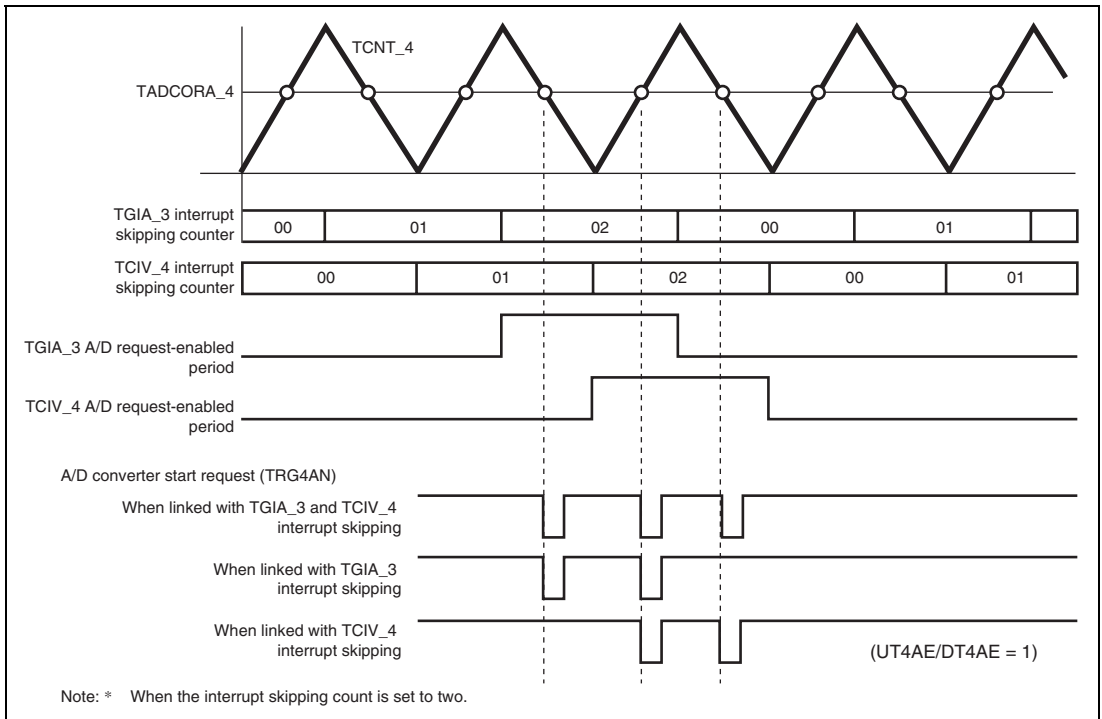 TCNT_4
TADCORA_4
TGIA_3 interrupt
skipping counter
00 01 02 00 01
TCIV_4 interrupt
skipping counter
00 01 02 00 01
TGIA_3 A/D request-enabled
period
TCIV_4 A/D request-enabled
period
A/D converter start request (TRG4AN)
When linked with TGIA_3 and TCIV_4
interrupt skipping
When linked with TGIA_3
interrupt skipping
When linked with TCIV_4
interrupt skipping
(UT4AE/DT4AE = 1)
Note: * When the interrupt skipping count is set to two.